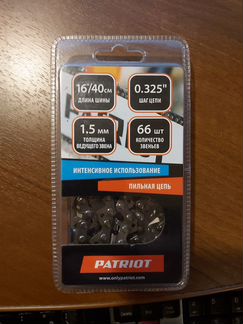 16/40см
ДЛИНА ШИНЫ
0.325"
ШАГ ЦЕПИ
1.5 мм
ТОЛЩИНА
ВЕДУЩЕГО ЗВЕНА
66 шт
КОЛИЧЕСТВО
ЗВЕНЬЕВ
ИНТЕНСИВНОЕ ИСПОЛЬЗОВАНИЕ
ПИЛЬНАЯ ЦЕПЬ
PATRIOT
www.onlypatriot.com